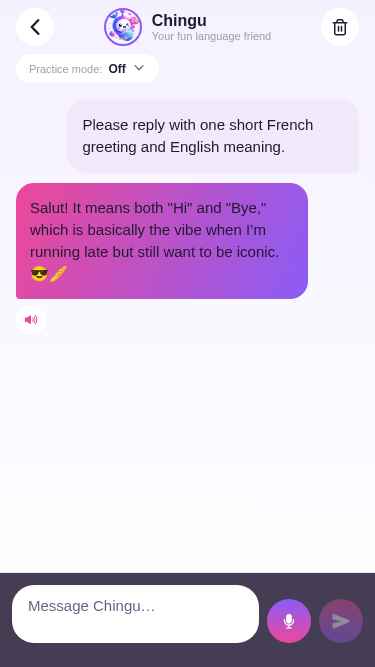 Chingu
Your fun language friend
Practice mode: Off
Please reply with one short French
greeting and English meaning.
Salut! It means both "Hi" and "Bye,"
which is basically the vibe when I'm
running late but still want to be iconic.
😎🥖
Message Chingu…